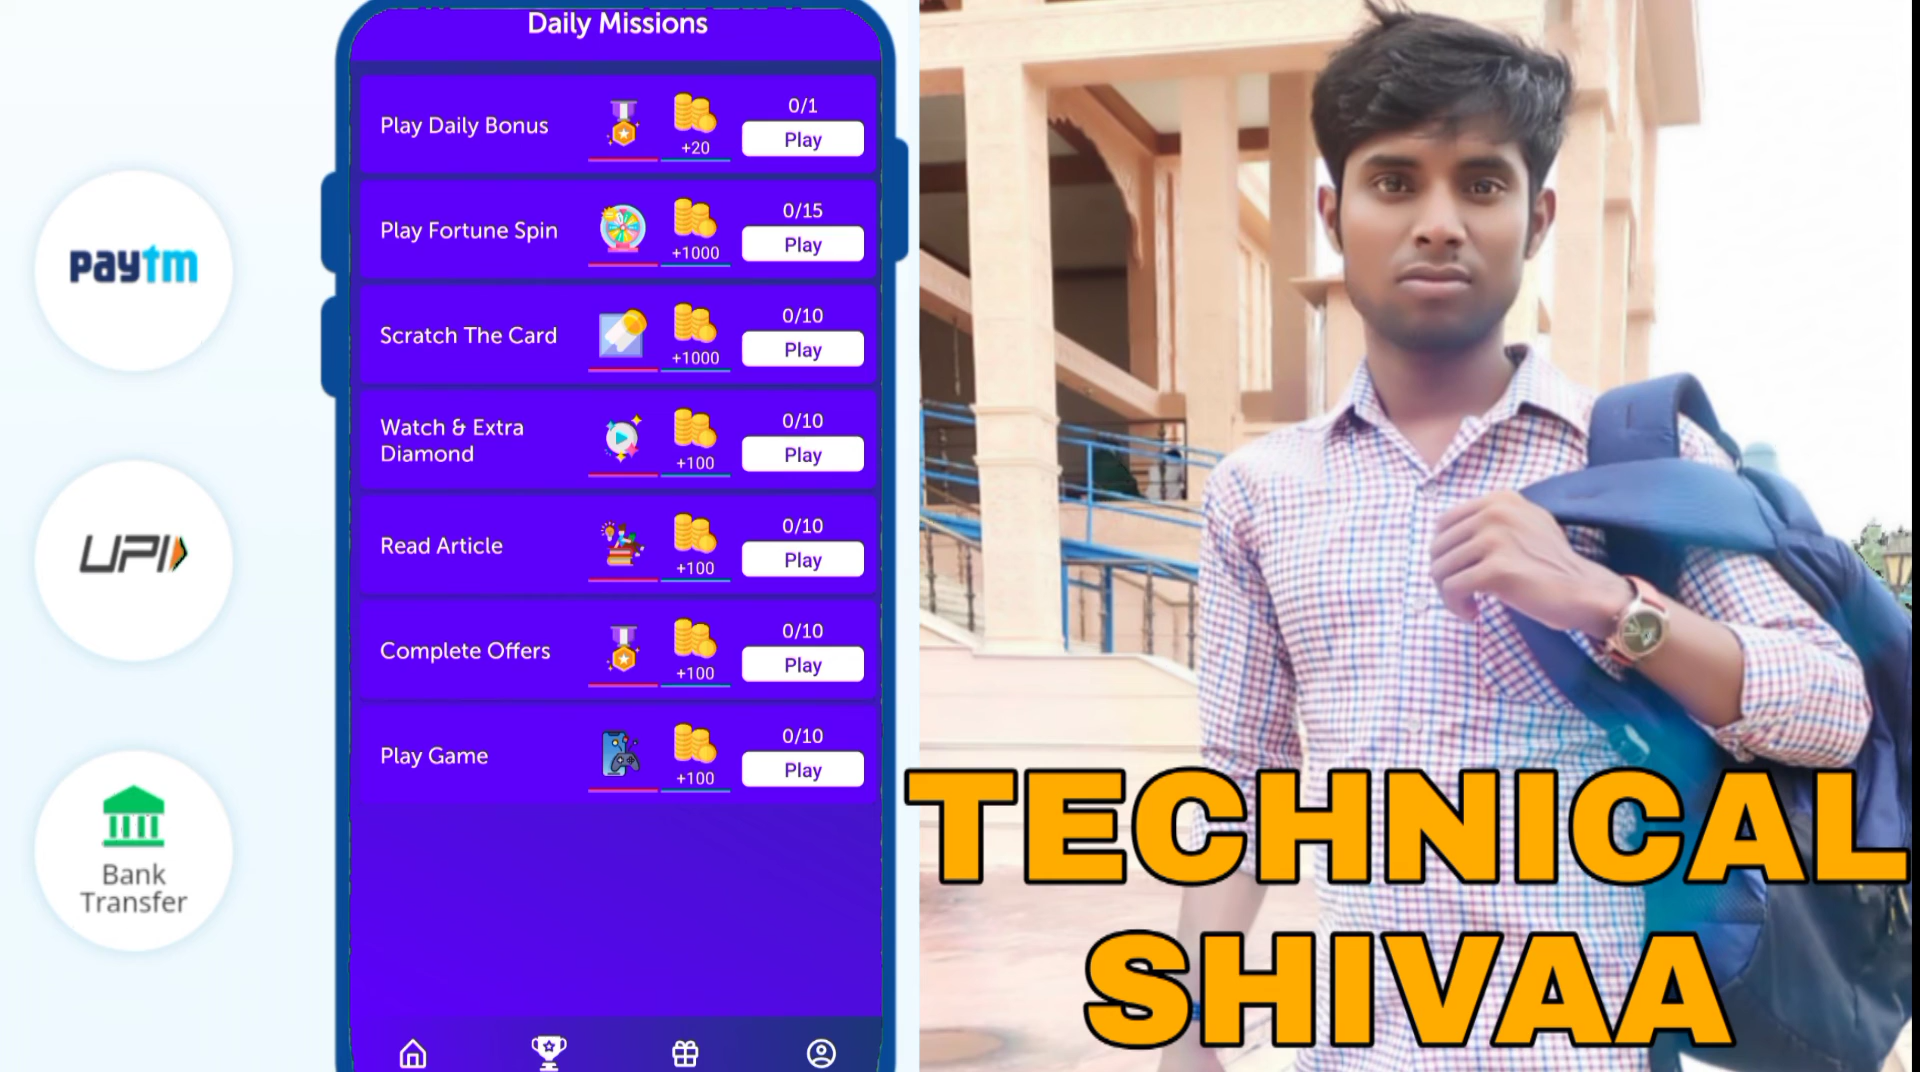 paytm
UPI
Bank
Transfer
Daily Missions
Play Daily Bonus
+20
0/1
Play
Play Fortune Spin
+1000
0/15
Play
Scratch The Card
+1000
0/10
Play
Watch & Extra
Diamond
+100
0/10
Play
Read Article
+100
0/10
Play
Complete Offers
+100
0/10
Play
Play Game
+100
0/10
Play
TECHNICAL
SHIVAA